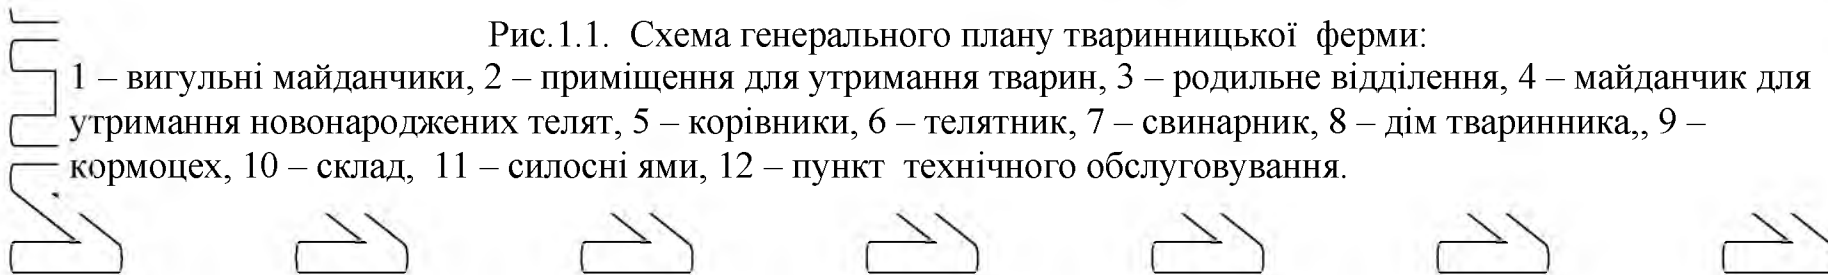 Рис.1.1. Схема генерального плану тваринницької ферми:
1 – вигульні майданчики, 2 – приміщення для утримання тварин, 3 – родильне відділення, 4 – майданчик для
утримання новонароджених телят, 5 – корівники, 6 – телятник, 7 – свинарник, 8 – дім тваринника,, 9 –
кормоцех, 10 – склад, 11 – силосні ями, 12 – пункт технічного обслуговування.